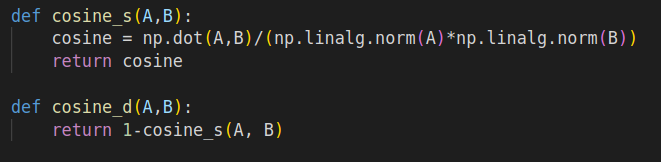 def cosine_s(A,B):
    cosine = np.dot(A,B)/(np.linalg.norm(A)*np.linalg.norm(B))
    return cosine

def cosine_d(A,B):
    return 1-cosine_s(A, B)